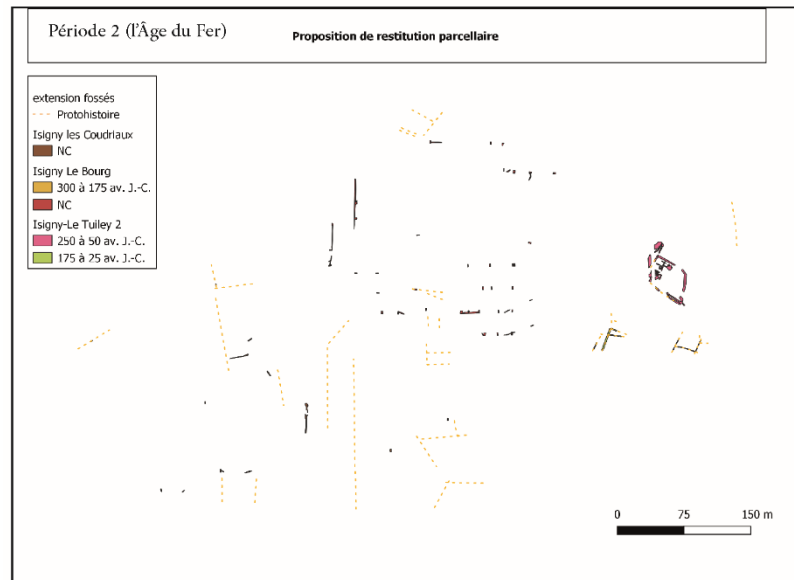 Période 2 (l'Âge du Fer)
Proposition de restitution parcellaire
extension fossés
Protohistoire
Isigny les Coudriaux
NC
Isigny Le Bourg
300 à 175 av. J.-C.
NC
Isigny-Le Tuiley 2
250 à 50 av. J.-C.
175 à 25 av. J.-C.
0 75 150 m